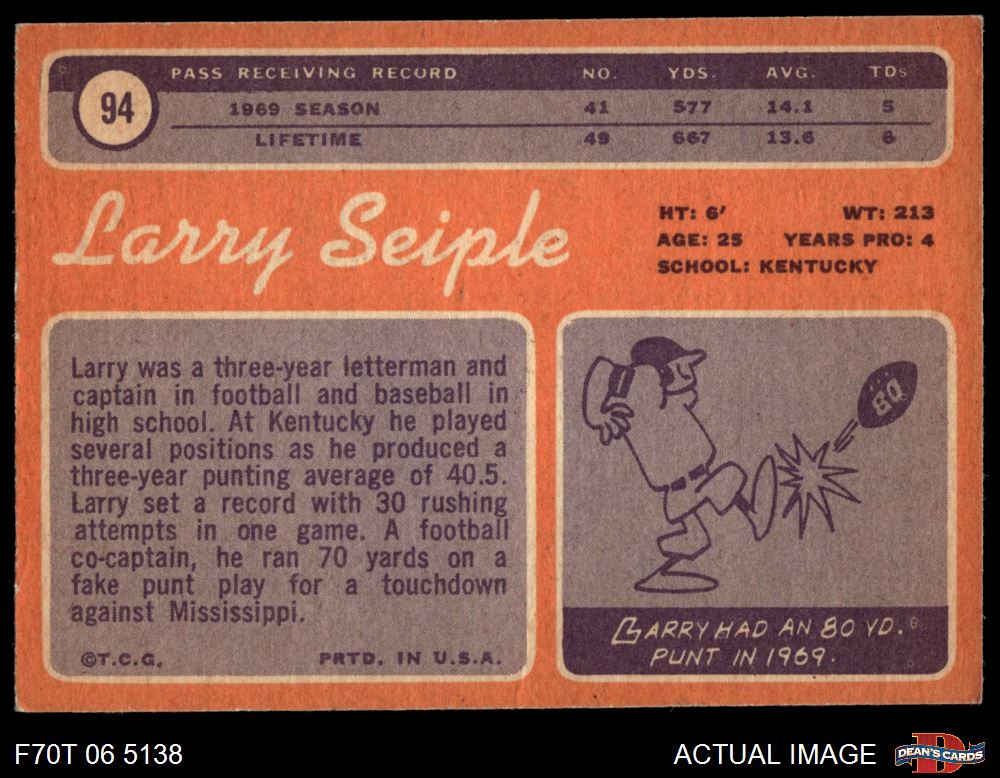 94
PASS RECEIVING RECORD NO. YDS. AVG. TDs
1969 SEASON 41 577 14.1 5
LIFETIME 49 667 13.6 6
Larry Seiple
HT: 6' WT: 213
AGE: 25 YEARS PRO: 4
SCHOOL: KENTUCKY
Larry was a three-year letterman and
captain in football and baseball in
high school. At Kentucky he played
several positions as he produced a
three-year punting average of 40.5.
Larry set a record with 30 rushing
attempts in one game. A football
co-captain, he ran 70 yards on a
fake punt play for a touchdown
against Mississippi.
©T.C.G. PRTD. IN U.S.A.
80
LARRY HAD AN 80 YD.
PUNT IN 1969.
F70T 06 5138 ACTUAL IMAGE
DEAN'S CARDS